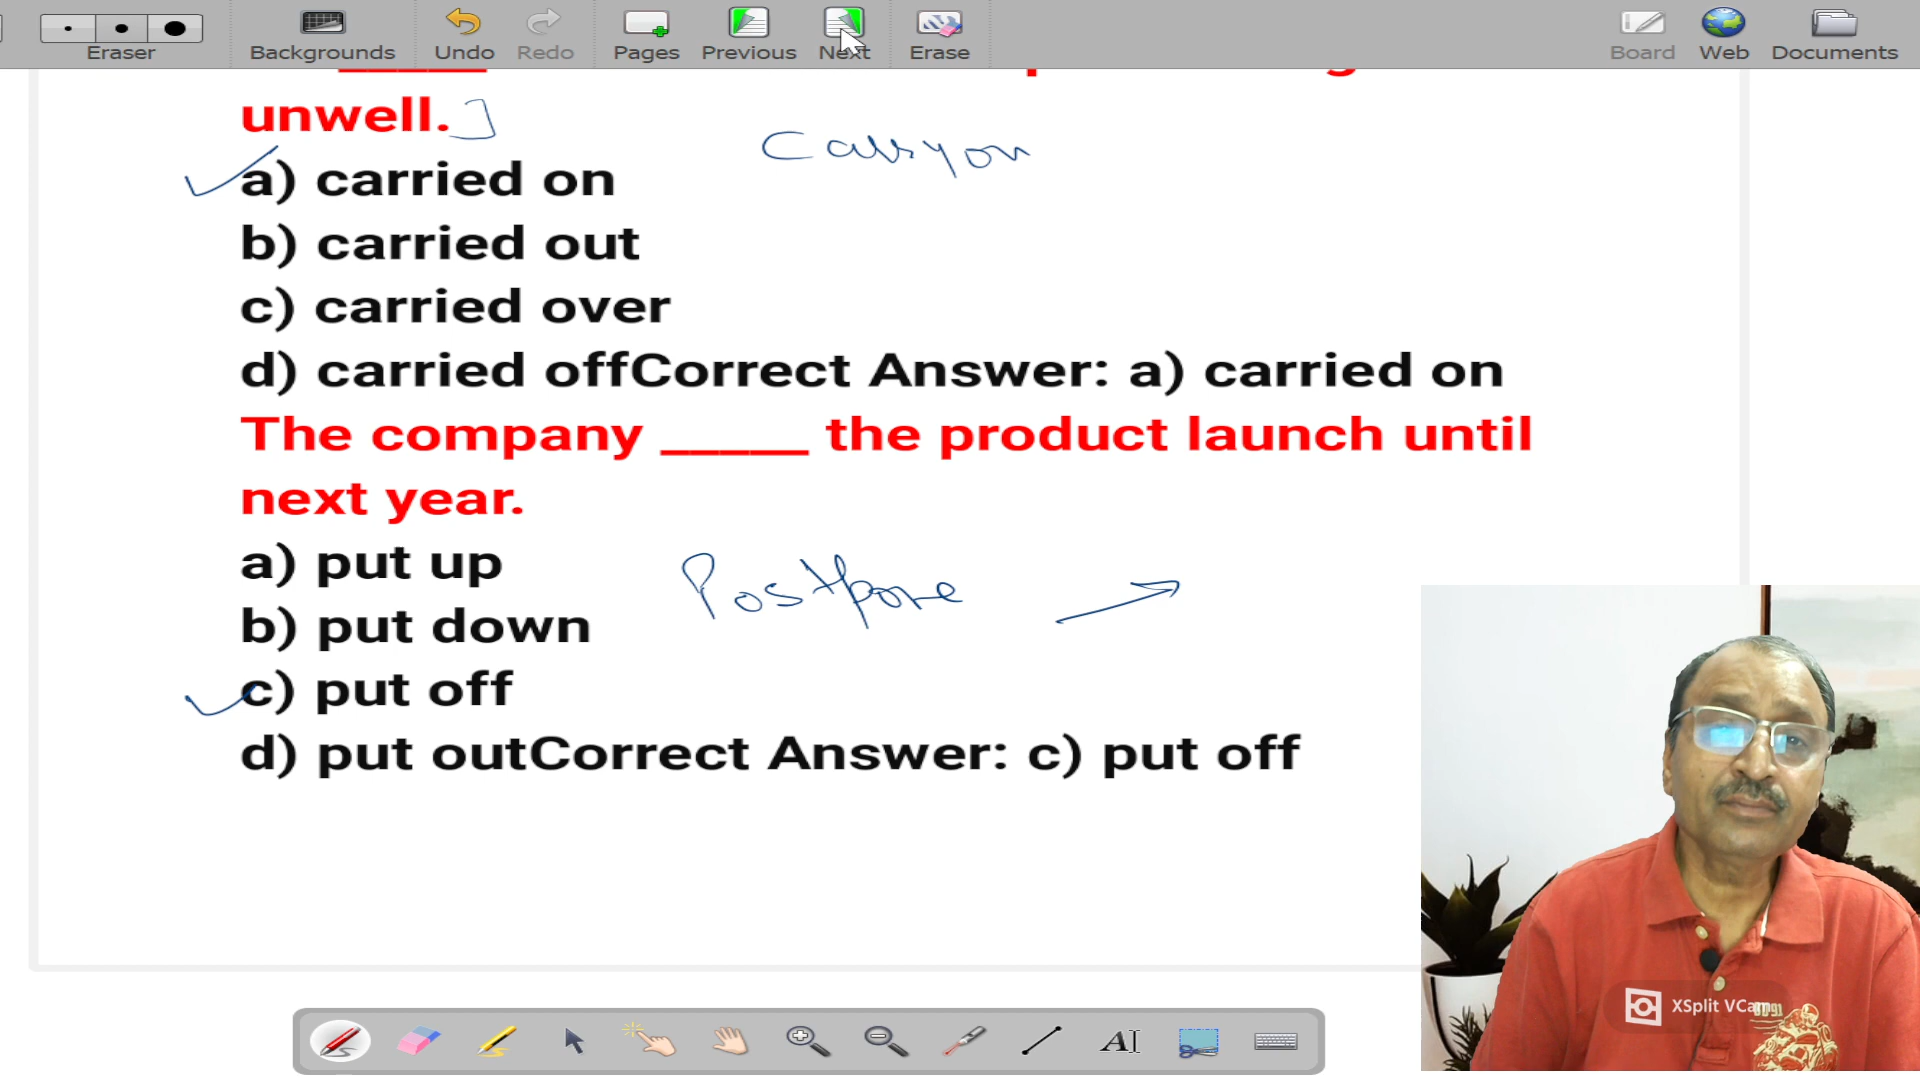 Eraser Backgrounds Undo Redo Pages Previous Next Erase Board Web Documents
unwell.
Carry on
a) carried on
b) carried out
c) carried over
d) carried offCorrect Answer: a) carried on
The company _____ the product launch until
next year.
a) put up
Postpone
b) put down
c) put off
d) put outCorrect Answer: c) put off
XSplit VCam